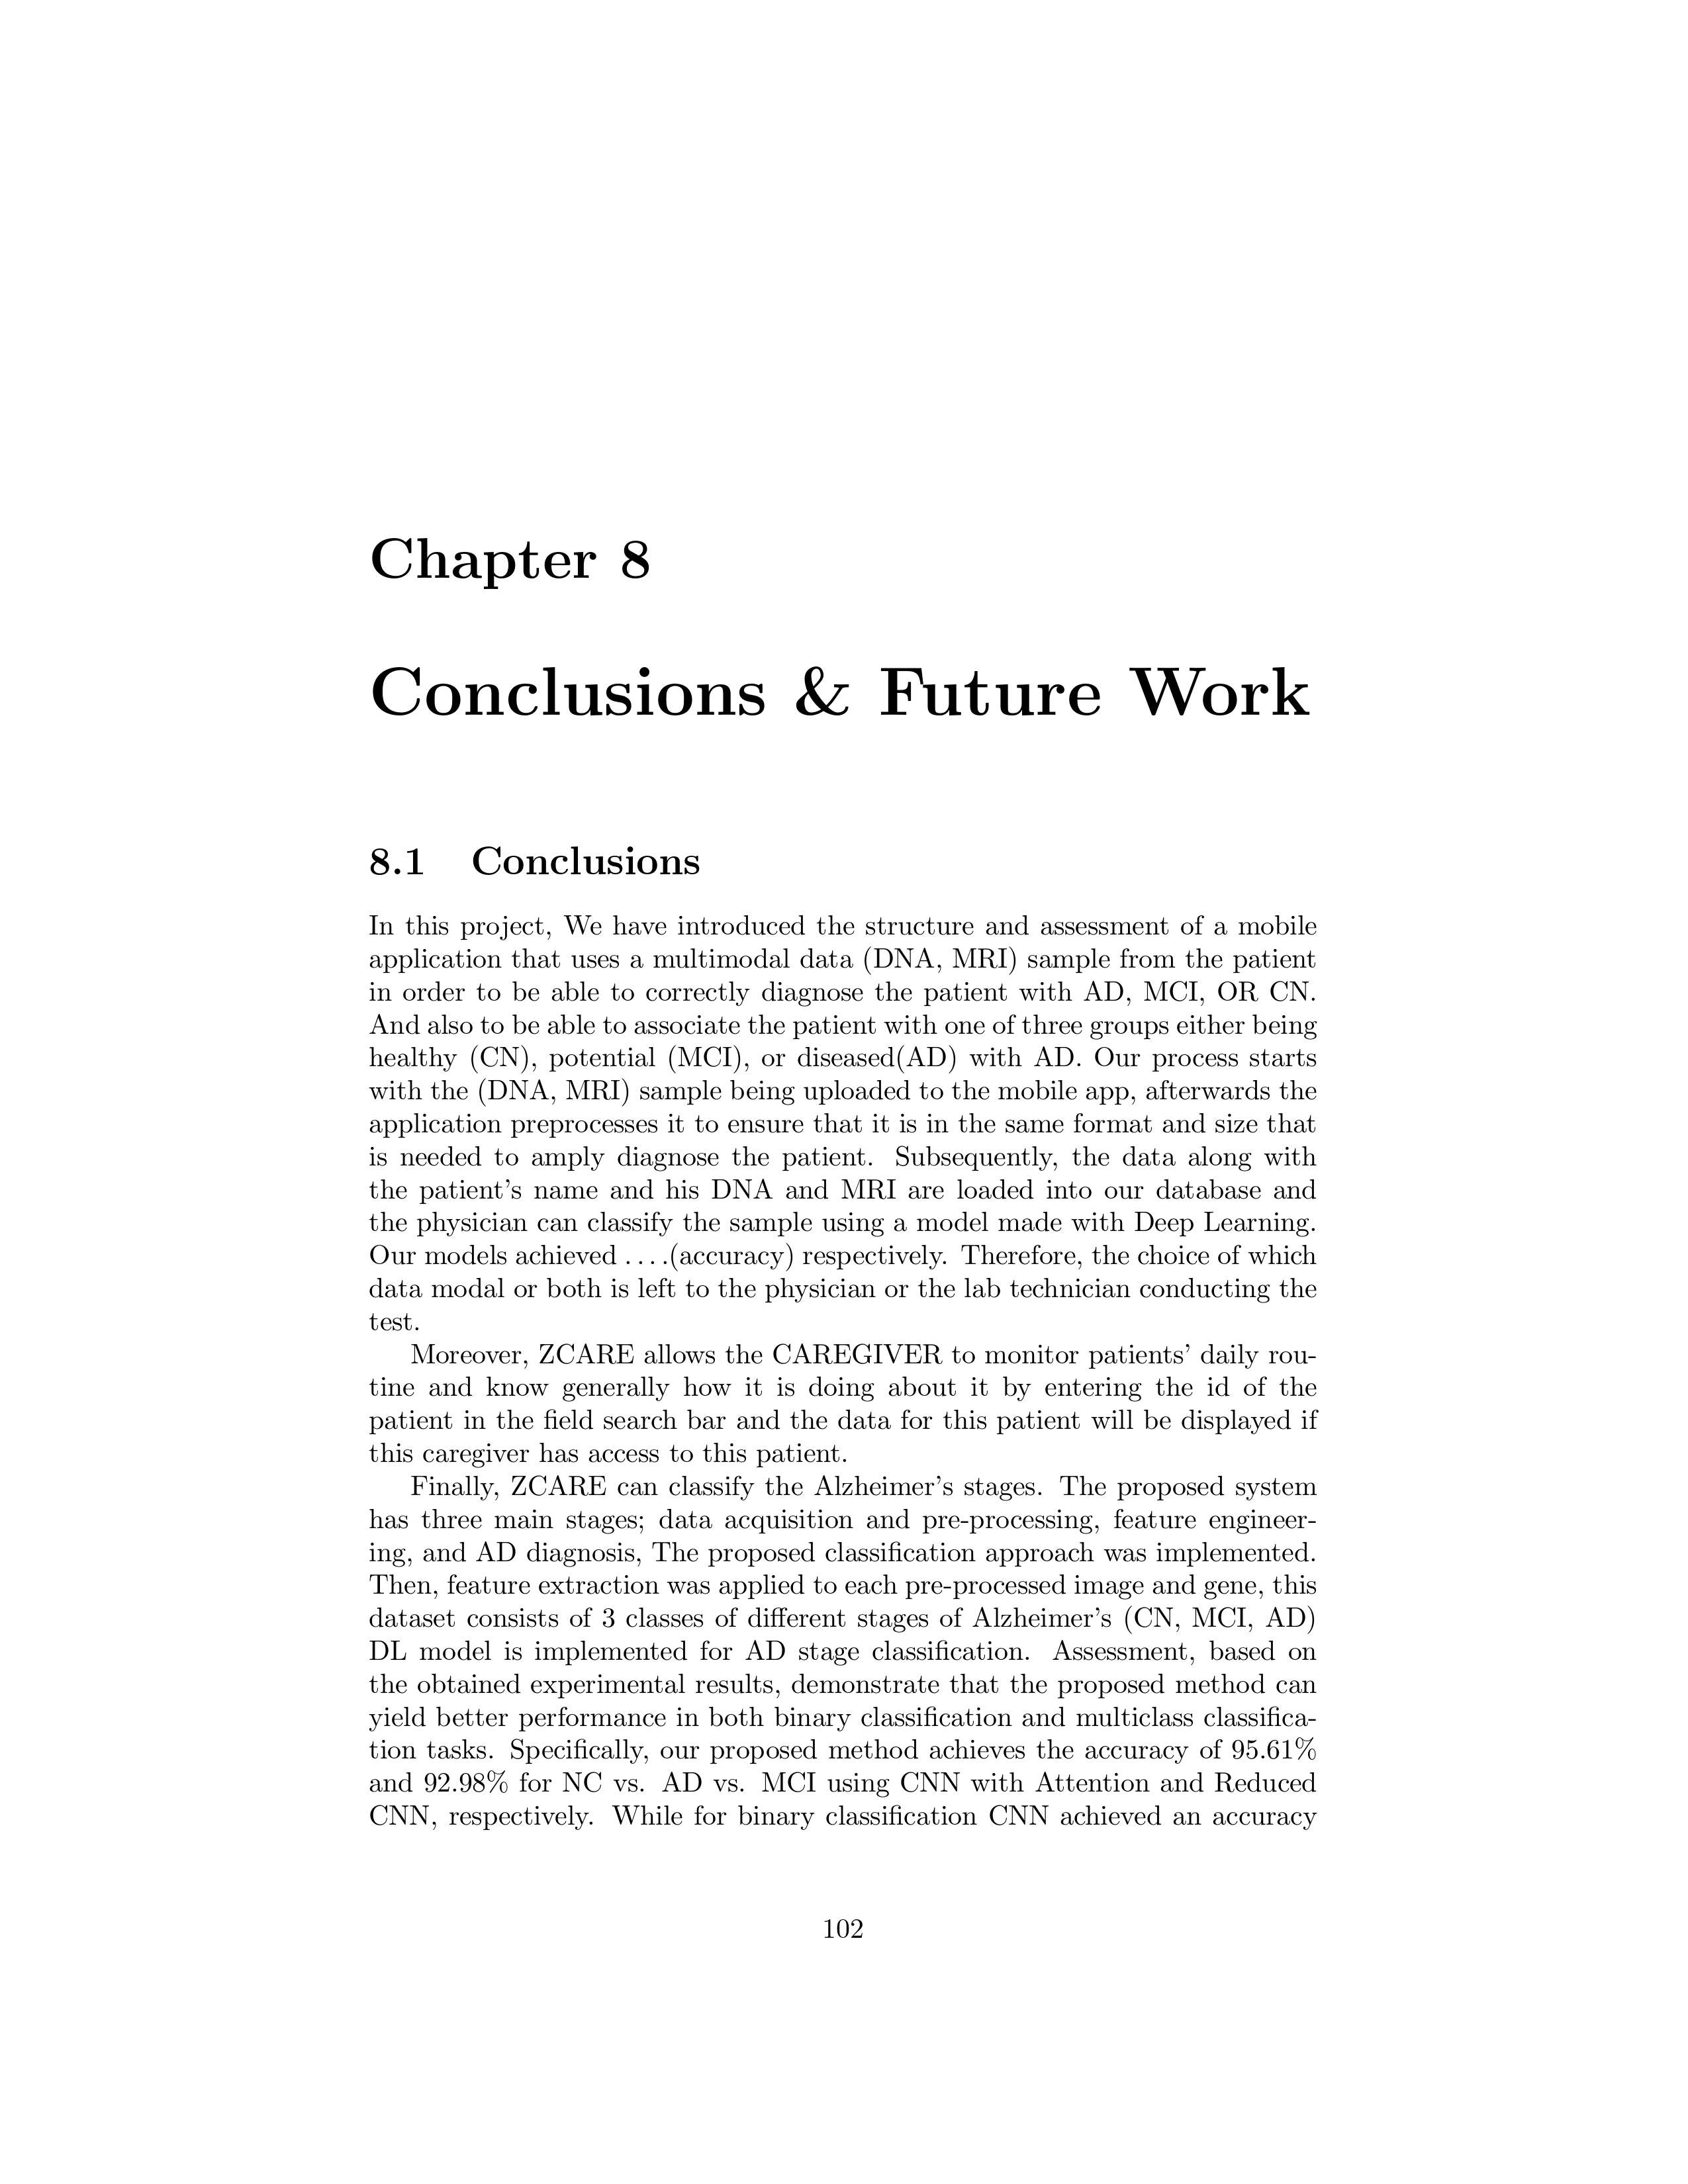 Chapter 8
Conclusions & Future Work
8.1 Conclusions
In this project, We have introduced the structure and assessment of a mobile
application that uses a multimodal data (DNA, MRI) sample from the patient
in order to be able to correctly diagnose the patient with AD, MCI, OR CN.
And also to be able to associate the patient with one of three groups either being
healthy (CN), potential (MCI), or diseased(AD) with AD. Our process starts
with the (DNA, MRI) sample being uploaded to the mobile app, afterwards the
application preprocesses it to ensure that it is in the same format and size that
is needed to amply diagnose the patient. Subsequently, the data along with
the patient's name and his DNA and MRI are loaded into our database and
the physician can classify the sample using a model made with Deep Learning.
Our models achieved . . . .(accuracy) respectively. Therefore, the choice of which
data modal or both is left to the physician or the lab technician conducting the
test.
Moreover, ZCARE allows the CAREGIVER to monitor patients' daily rou-
tine and know generally how it is doing about it by entering the id of the
patient in the field search bar and the data for this patient will be displayed if
this caregiver has access to this patient.
Finally, ZCARE can classify the Alzheimer's stages. The proposed system
has three main stages; data acquisition and pre-processing, feature engineer-
ing, and AD diagnosis, The proposed classification approach was implemented.
Then, feature extraction was applied to each pre-processed image and gene, this
dataset consists of 3 classes of different stages of Alzheimer's (CN, MCI, AD)
DL model is implemented for AD stage classification. Assessment, based on
the obtained experimental results, demonstrate that the proposed method can
yield better performance in both binary classification and multiclass classifica-
tion tasks. Specifically, our proposed method achieves the accuracy of 95.61%
and 92.98% for NC vs. AD vs. MCI using CNN with Attention and Reduced
CNN, respectively. While for binary classification CNN achieved an accuracy
102